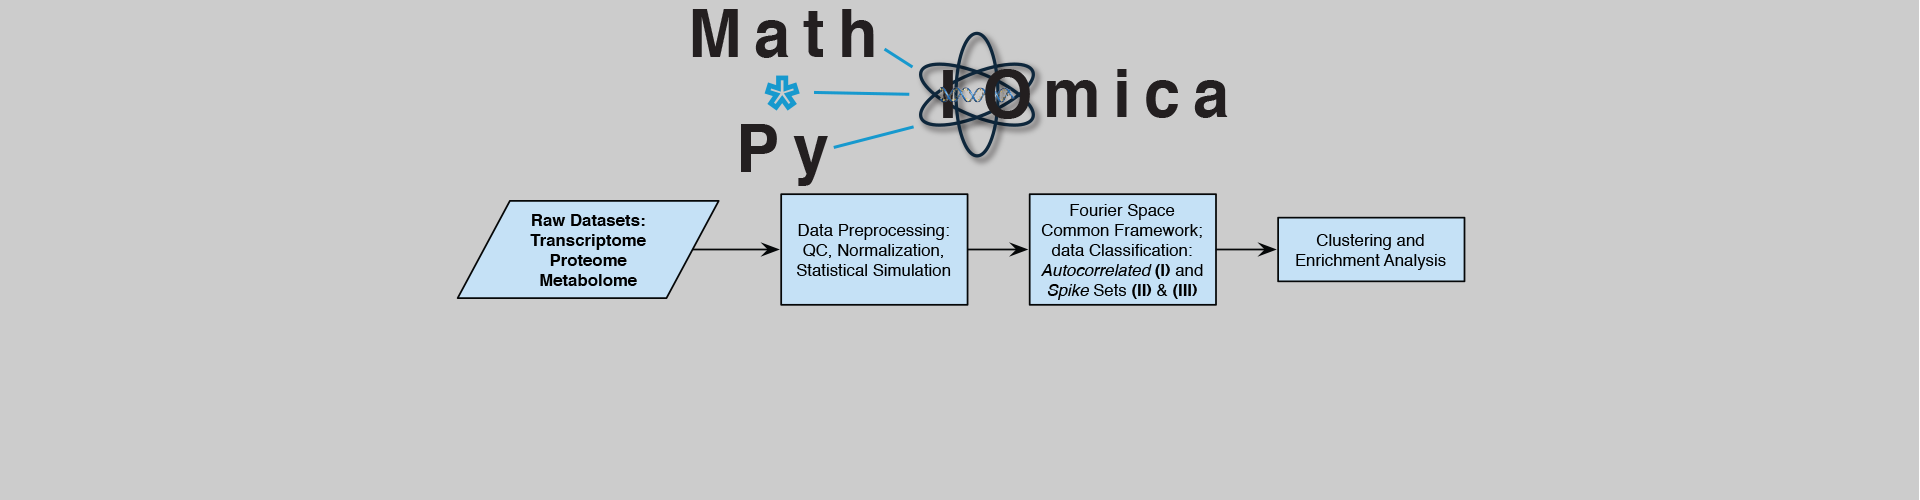 Math
*
Py
IOmica
Raw Datasets:
Transcriptome
Proteome
Metabolome
Data Preprocessing:
QC, Normalization,
Statistical Simulation
Fourier Space
Common Framework;
data Classification:
Autocorrelated (I) and
Spike Sets (II) & (III)
Clustering and
Enrichment Analysis